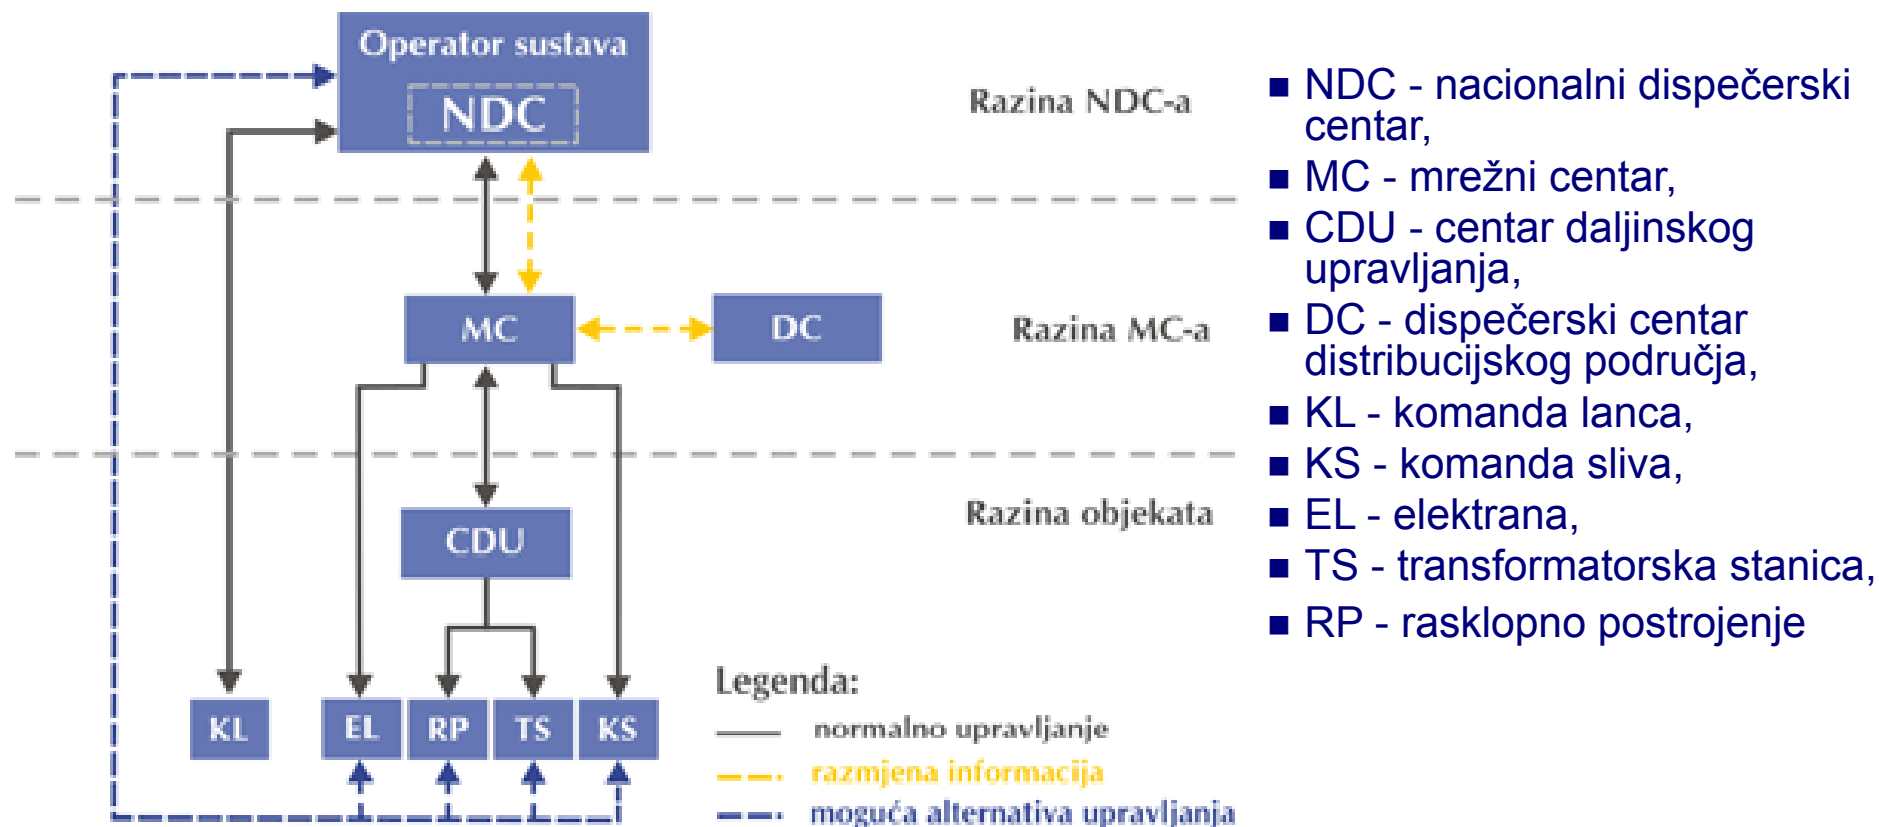 Operator sustava
NDC
Razina NDC-a
MC
DC
Razina MC-a
CDU
Razina objekata
KL
EL
RP
TS
KS
Legenda:
normalno upravljanje
razmjena informacija
moguća alternativa upravljanja
NDC - nacionalni dispečerski
centar,
MC - mrežni centar,
CDU - centar daljinskog
upravljanja,
DC - dispečerski centar
distribucijskog područja,
KL - komanda lanca,
KS - komanda sliva,
EL - elektrana,
TS - transformatorska stanica,
RP - rasklopno postrojenje